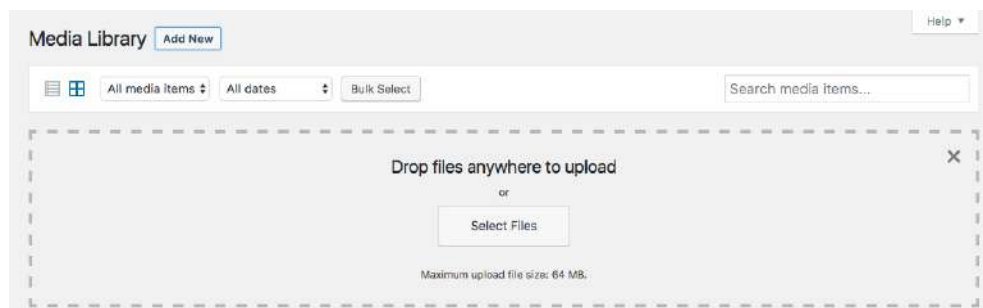 Help
Media Library Add New
All media items All dates Bulk Select Search media items...
Drop files anywhere to upload
or
Select Files
Maximum upload file size: 64 MB.